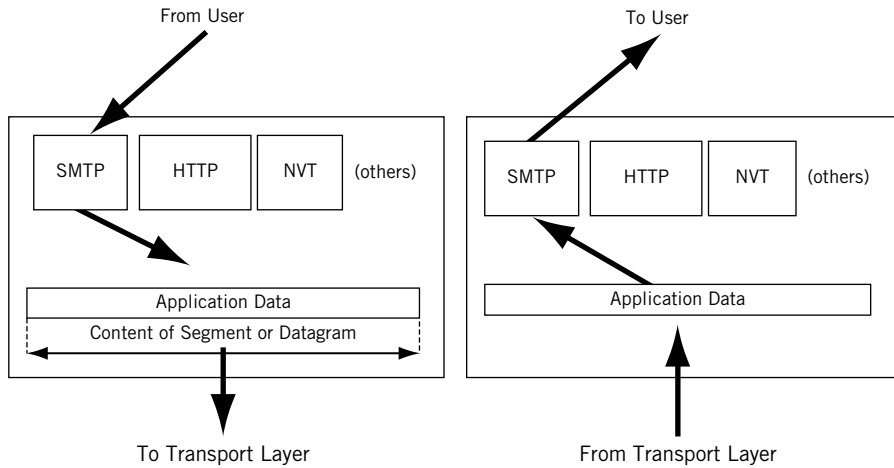 From User
SMTP
HTTP
NVT
(others)
Application Data
Content of Segment or Datagram
To Transport Layer
To User
SMTP
HTTP
NVT
(others)
Application Data
From Transport Layer